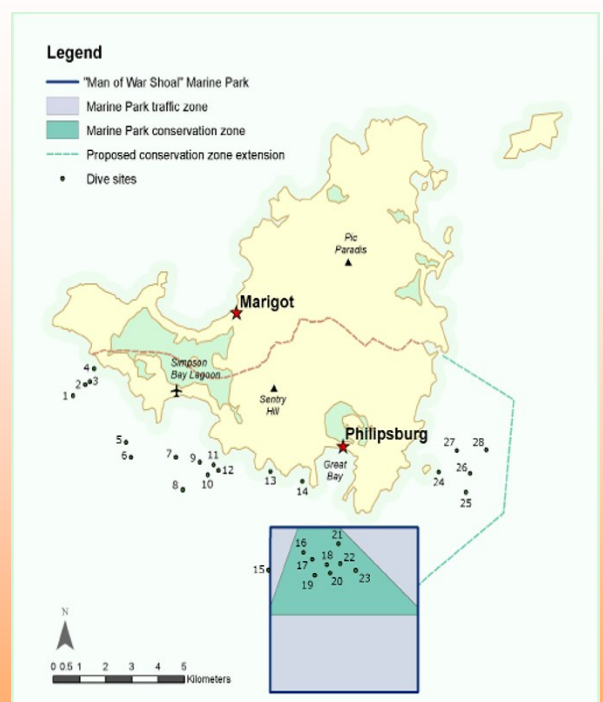 Legend
"Man of War Shoal" Marine Park
Marine Park traffic zone
Marine Park conservation zone
Proposed conservation zone extension
Dive sites
Pic
Paradis
Marigot
Simpson
Bay Lagoon
Sentry
Hill
Philipsburg
Great
Bay
4
2
3
1
5
6
7
9
11
12
10
8
13
14
27
28
24
26
25
21
16
18
22
17
15
19
20
23
N
0 0.5 1 2 3 4 5
Kilometers